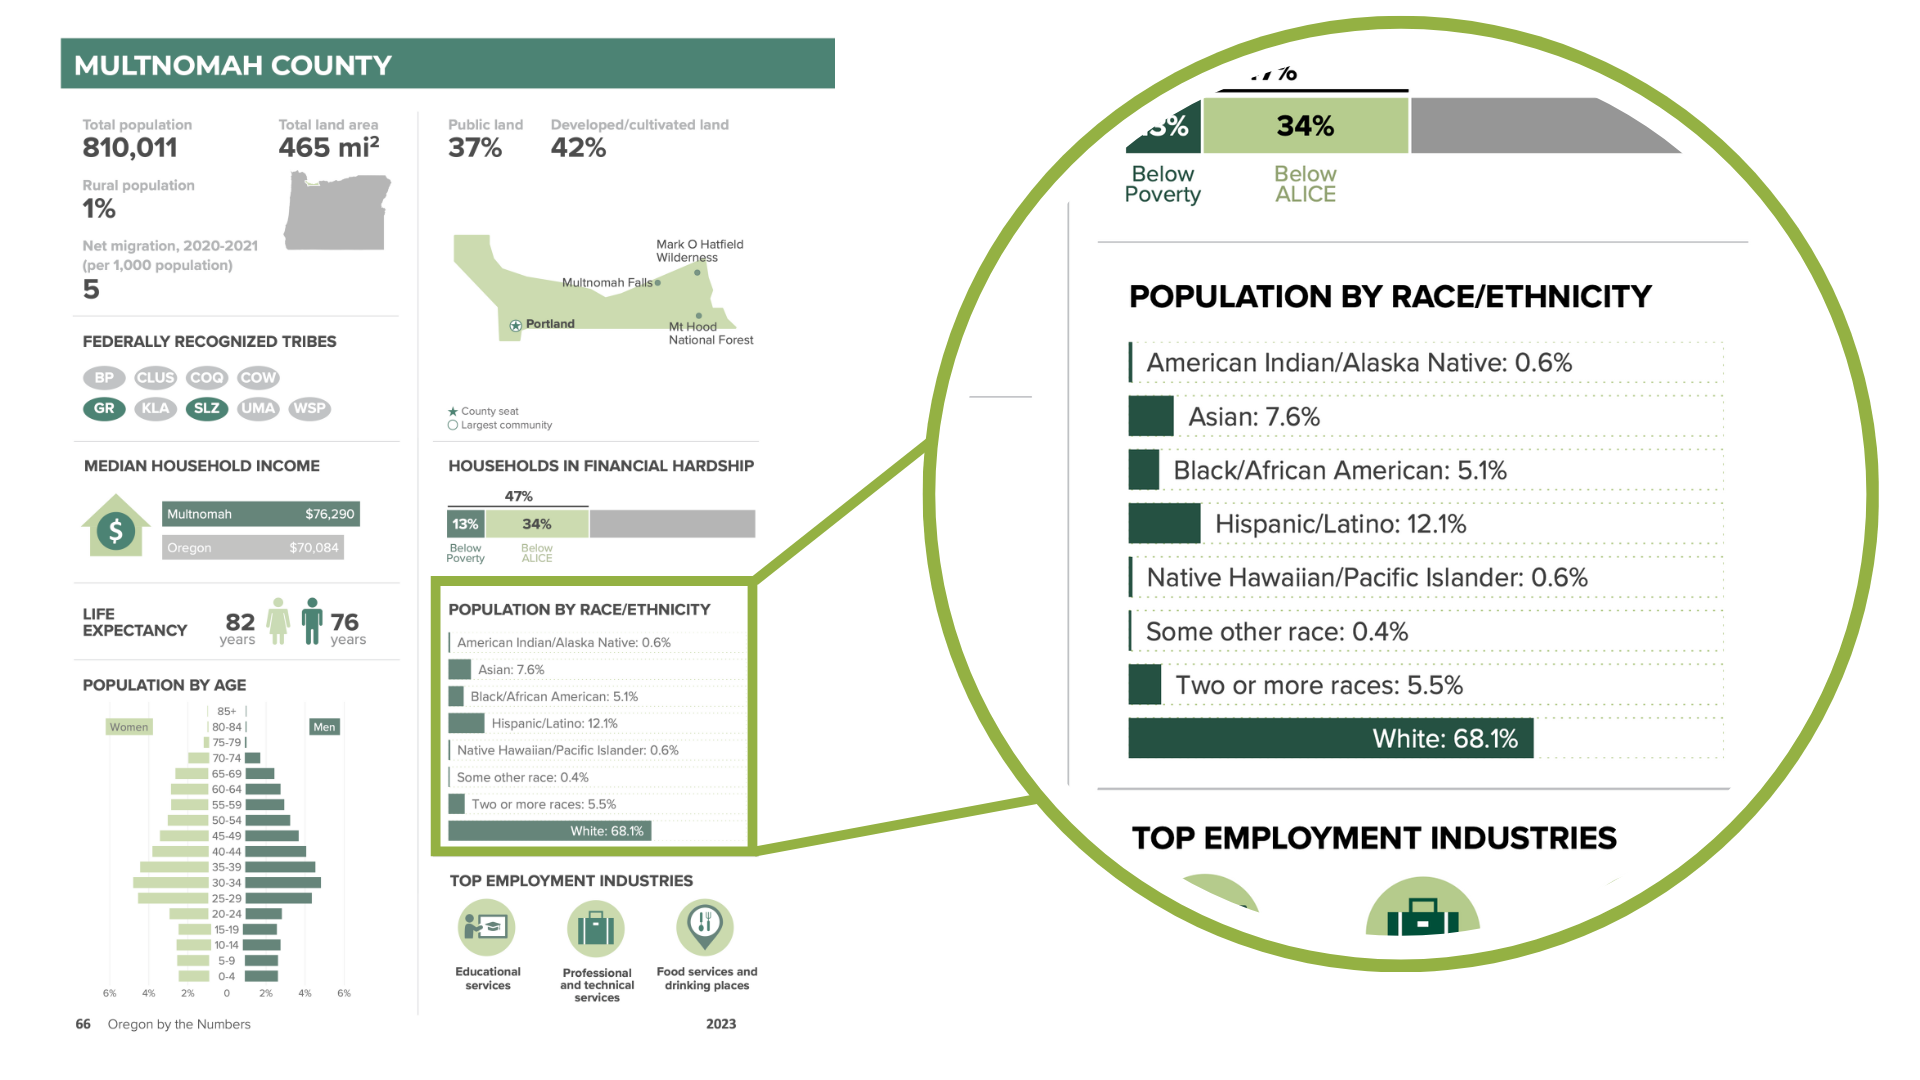 MULTNOMAH COUNTY
Total population
810,011
Total land area
465 mi²
Rural population
1%
Net migration, 2020-2021
(per 1,000 population)
5
FEDERALLY RECOGNIZED TRIBES
BP CLUS COQ COW
GR KLA SLZ UMA WSP
MEDIAN HOUSEHOLD INCOME
$
Multnomah $76,290
Oregon $70,084
LIFE
EXPECTANCY
82
years
76
years
POPULATION BY AGE
Women
Men
85+
80-84
75-79
70-74
65-69
60-64
55-59
50-54
45-49
40-44
35-39
30-34
25-29
20-24
15-19
10-14
5-9
0-4
6% 4% 2% 0 2% 4% 6%
66 Oregon by the Numbers
Public land
37%
Developed/cultivated land
42%
Mark O Hatfield
Wilderness
Multnomah Falls
Portland
Mt Hood
National Forest
County seat
Largest community
HOUSEHOLDS IN FINANCIAL HARDSHIP
47%
13% 34%
Below
Poverty
Below
ALICE
POPULATION BY RACE/ETHNICITY
American Indian/Alaska Native: 0.6%
Asian: 7.6%
Black/African American: 5.1%
Hispanic/Latino: 12.1%
Native Hawaiian/Pacific Islander: 0.6%
Some other race: 0.4%
Two or more races: 5.5%
White: 68.1%
TOP EMPLOYMENT INDUSTRIES
Educational
services
Professional
and technical
services
Food services and
drinking places
2023
34%
Below
Poverty
Below
ALICE
POPULATION BY RACE/ETHNICITY
American Indian/Alaska Native: 0.6%
Asian: 7.6%
Black/African American: 5.1%
Hispanic/Latino: 12.1%
Native Hawaiian/Pacific Islander: 0.6%
Some other race: 0.4%
Two or more races: 5.5%
White: 68.1%
TOP EMPLOYMENT INDUSTRIES